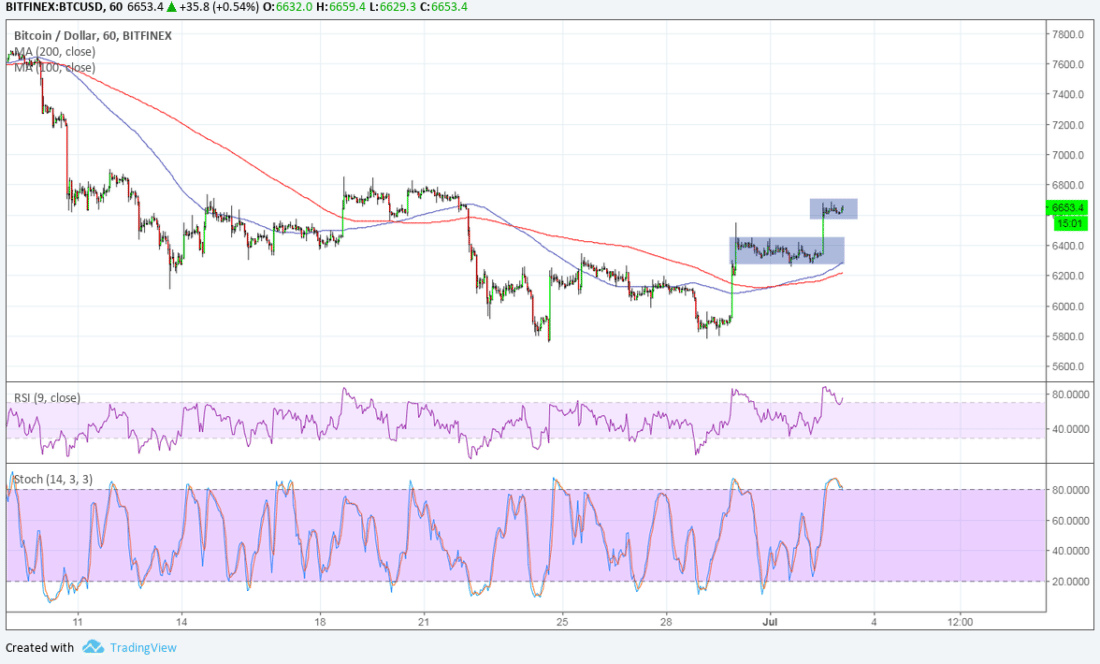 BITFINEX:BTCUSD, 60 6653.4 ▲ +35.8 (+0.54%) O:6632.0 H:6659.4 L:6629.3 C:6653.4
Bitcoin / Dollar, 60, BITFINEX
MA (200, close)
MA (100, close)
7800.0
7600.0
7400.0
7200.0
7000.0
6800.0
6653.4
15:01
6400.0
6200.0
6000.0
5800.0
5600.0
RSI (9, close)
80.0000
40.0000
Stoch (14, 3, 3)
80.0000
60.0000
40.0000
20.0000
11 14 18 21 25 28 Jul 4 12:00
Created with TradingView